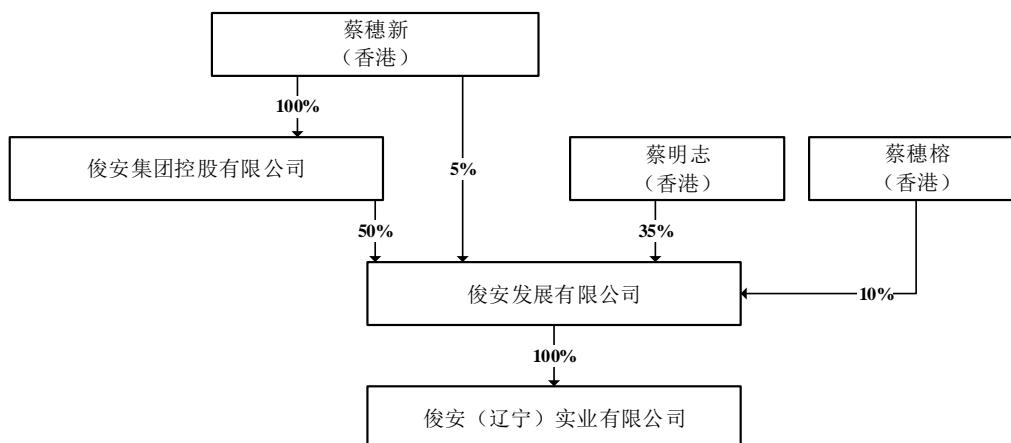 蔡穗新
（香港）
100%
俊安集团控股有限公司
5%
蔡明志
（香港）
蔡穗榕
（香港）
50%
35%
俊安发展有限公司
10%
100%
俊安（辽宁）实业有限公司